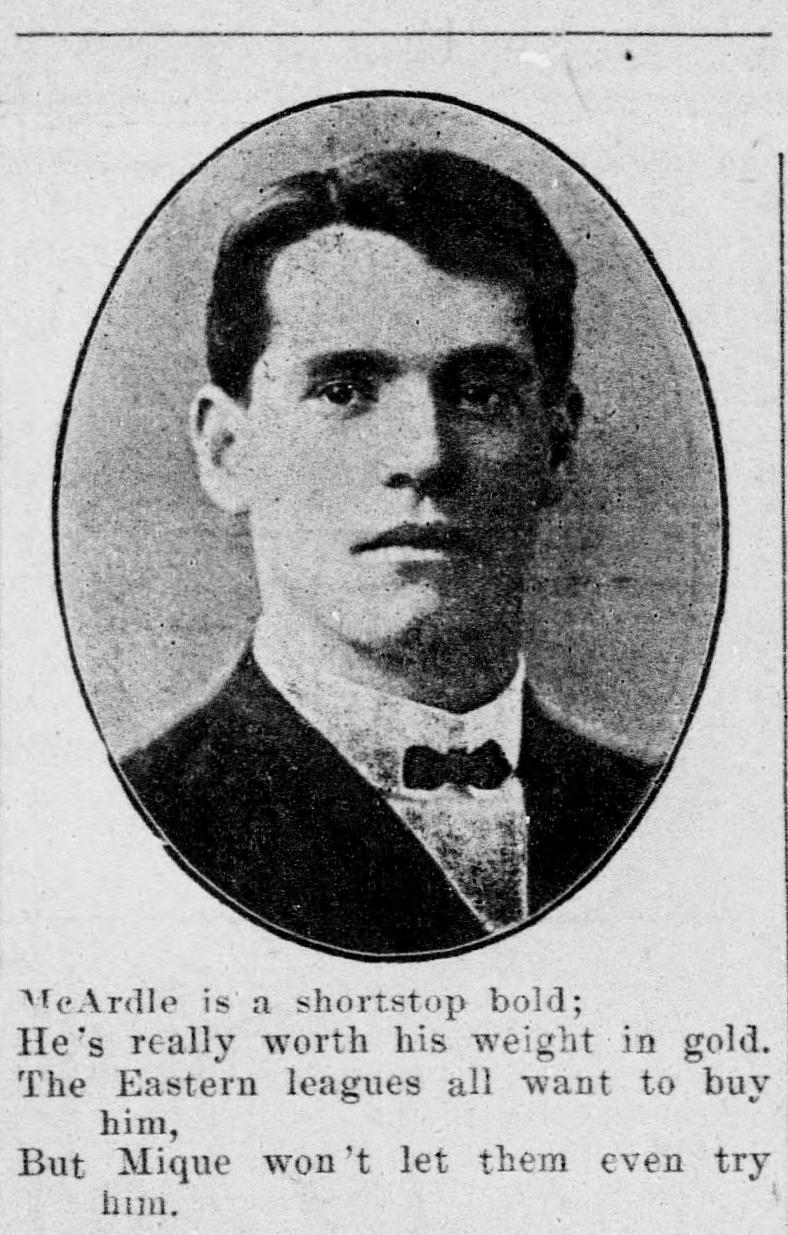 McArdle is a shortstop bold;
He's really worth his weight in gold.
The Eastern leagues all want to buy
him,
But Mique won't let them even try
him.